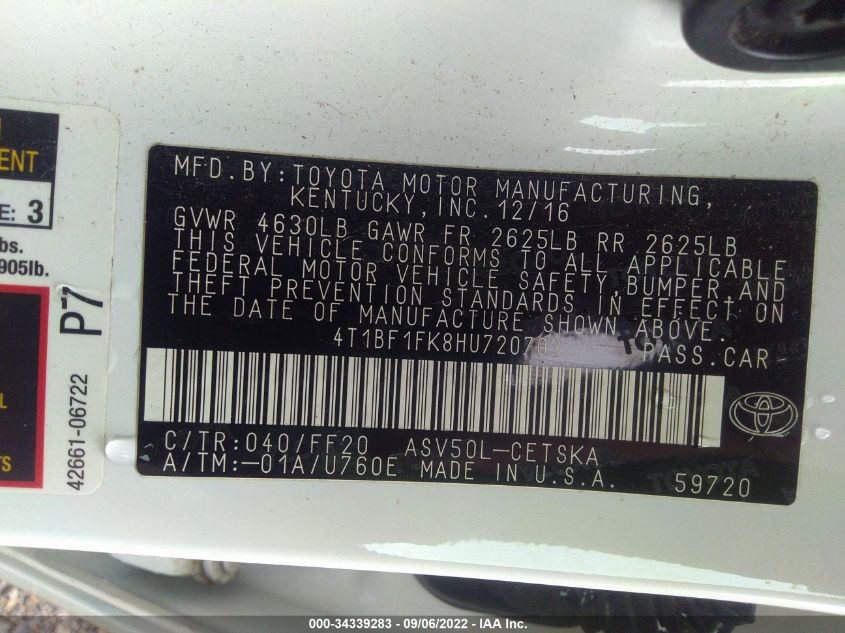 ENT
E: 3
bs.
905lb.
P7
L
TS
42661-06722
MFD. BY: TOYOTA MOTOR MANUFACTURING,
KENTUCKY, INC. 12/16
GVWR 4630LB GAWR FR 2625LB RR 2625LB
THIS VEHICLE CONFORMS TO ALL APPLICABLE
FEDERAL MOTOR VEHICLE SAFETY, BUMPER AND
THEFT PREVENTION STANDARDS IN EFFECT ON
THE DATE OF MANUFACTURE SHOWN ABOVE.
4T1BF1FK8HU720703 PASS. CAR
C/TR: 040/FF20 ASV50L-CETSKA
A/TM: -01A/U760E MADE IN U.S.A. 59720
000-34339283 - 09/06/2022 - IAA Inc.